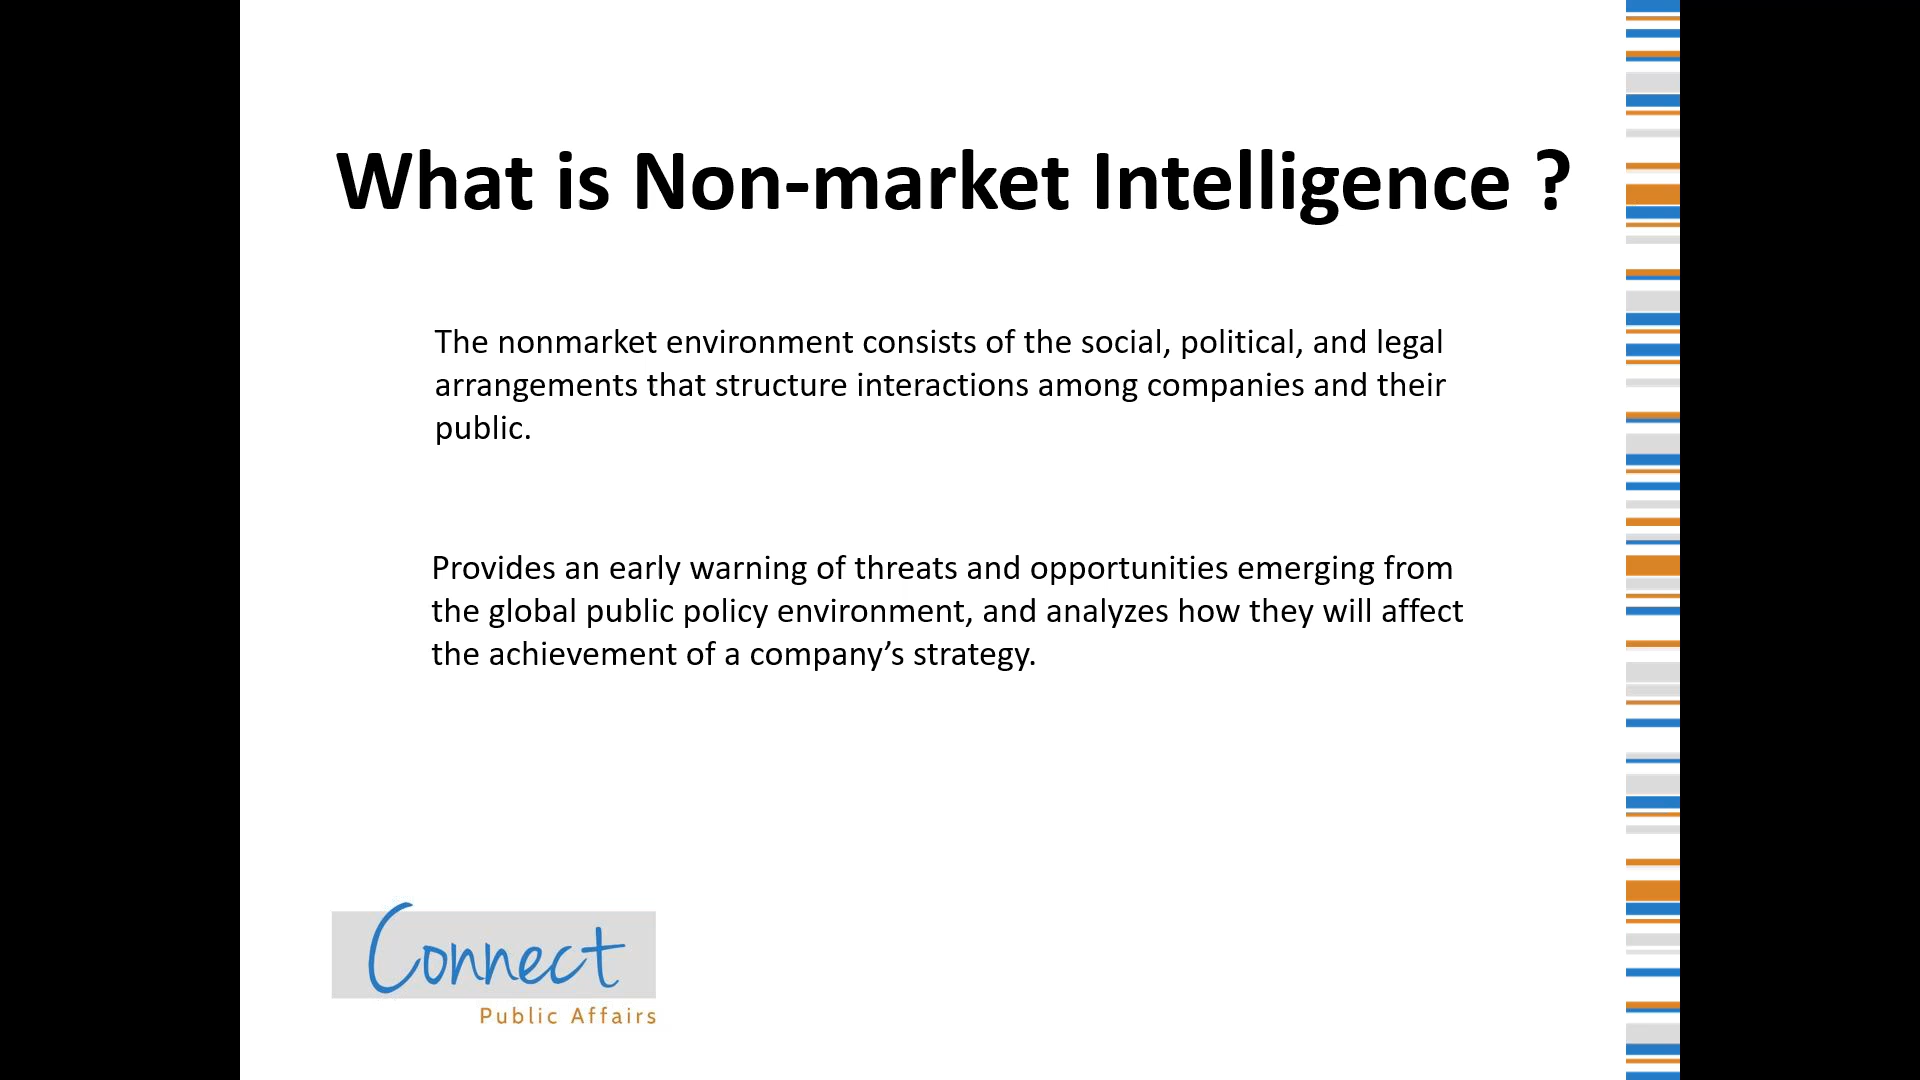 What is Non-market Intelligence ?
The nonmarket environment consists of the social, political, and legal
arrangements that structure interactions among companies and their
public.
Provides an early warning of threats and opportunities emerging from
the global public policy environment, and analyzes how they will affect
the achievement of a company’s strategy.
Connect
Public Affairs